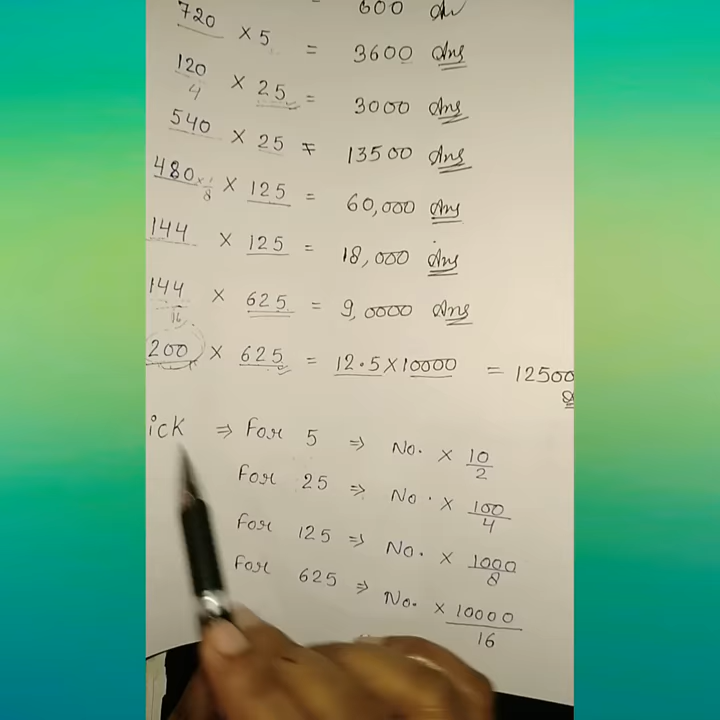 = 600 An
720 × 5 = 3600 Ans
120/4 × 25 = 3000 Ans
540 × 25 = 13500 Ans
480 × 1/8 × 125 = 60,000 Ans
144 × 125 = 18,000 Ans
144/16 × 625 = 9,0000 Ans
200 × 625 = 12.5×10000 = 12500
ick ⇒ For 5 ⇒ No. × 10/2
For 25 ⇒ No. × 100/4
For 125 ⇒ No. × 1000/8
For 625 ⇒ No. × 10000/16